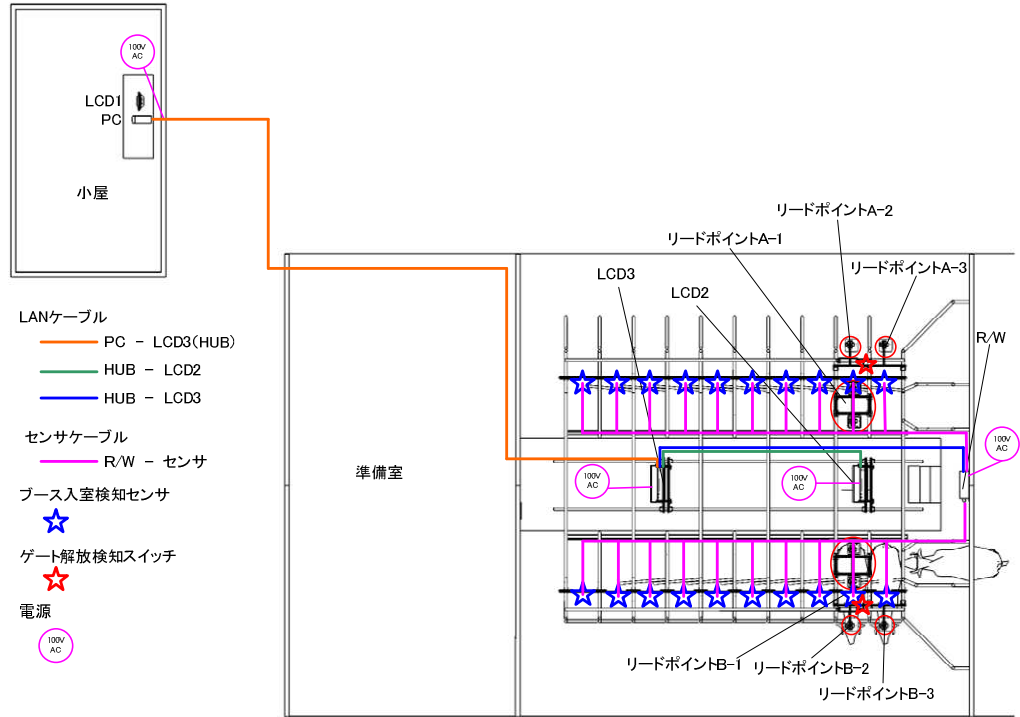 100V
AC
LCD1
PC
小屋
リードポイントA-2
リードポイントA-1
リードポイントA-3
LCD3
LCD2
R/W
LANケーブル
PC - LCD3(HUB)
HUB - LCD2
HUB - LCD3
センサケーブル
R/W - センサ
ブース入室検知センサ
ゲート解放検知スイッチ
電源
100V
AC
準備室
100V
AC
100V
AC
100V
AC
リードポイントB-1
リードポイントB-2
リードポイントB-3